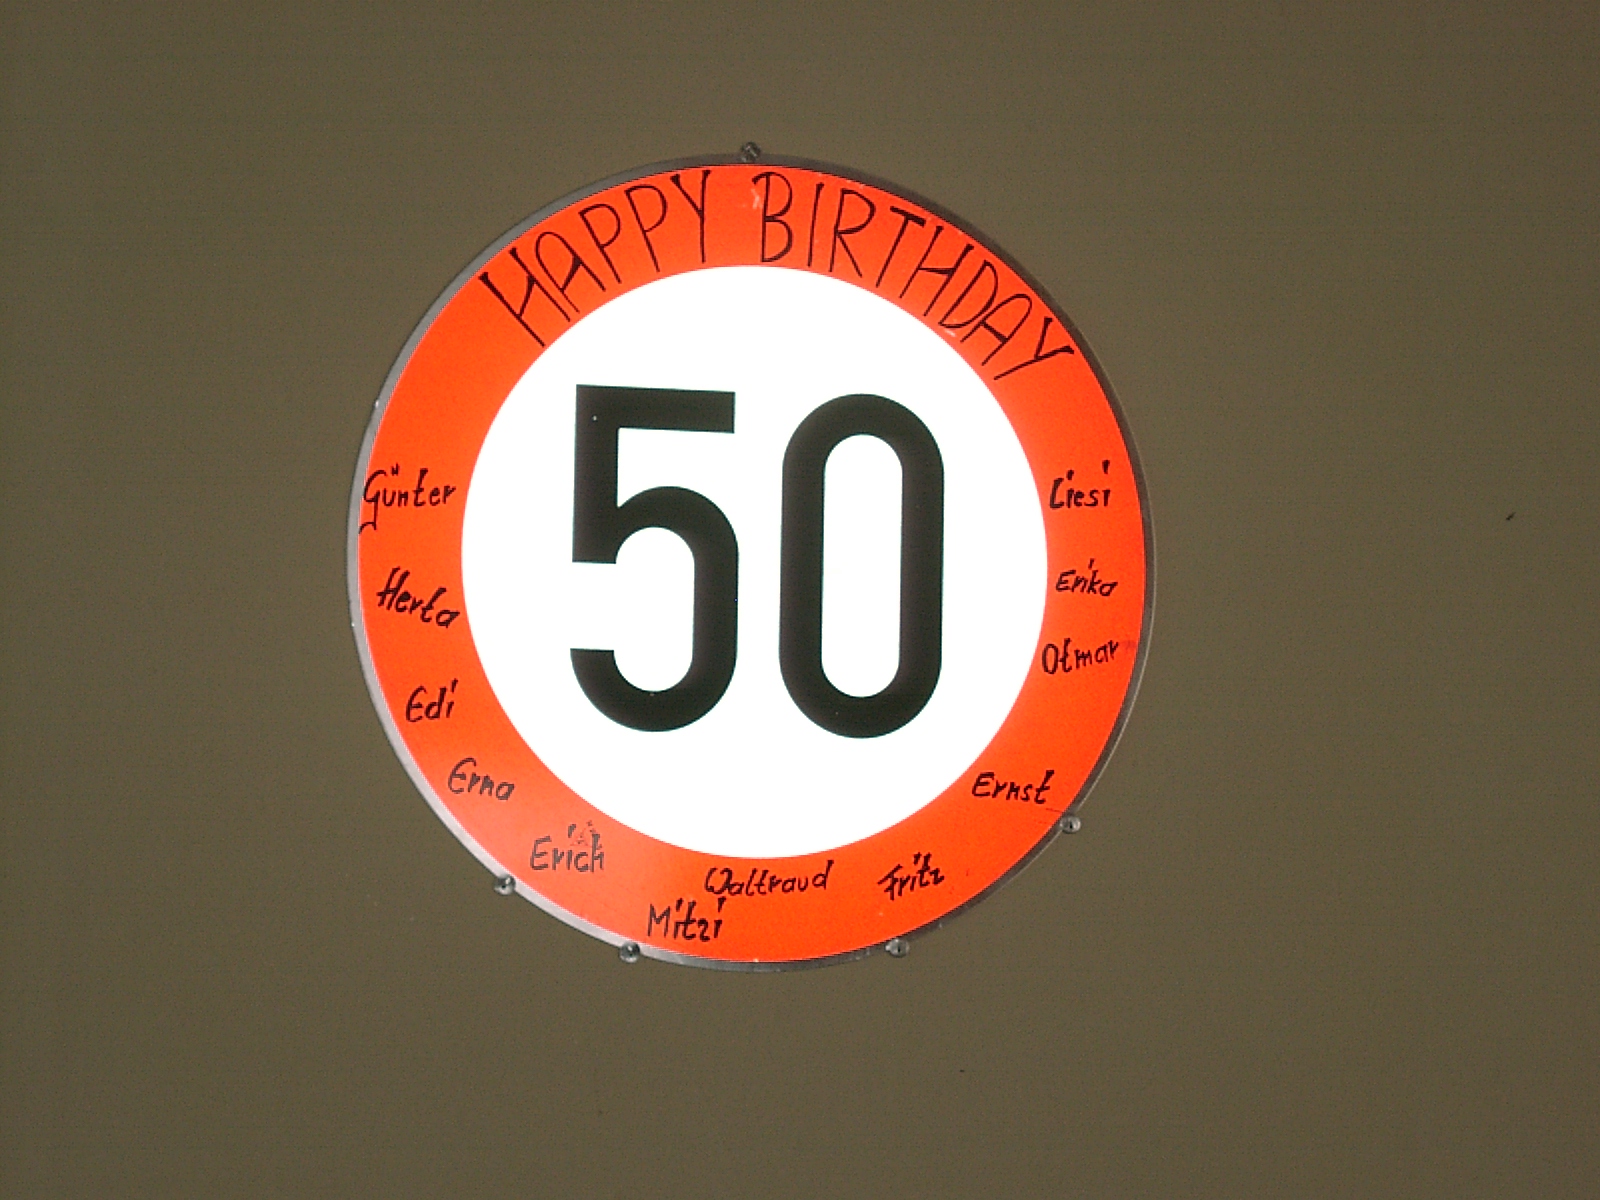 HAPPY BIRTHDAY
50
Günter
Herta
Edi
Erna
Erich
Mitzi
Waltraud
Fritz
Ernst
Otmar
Erika
Liesi